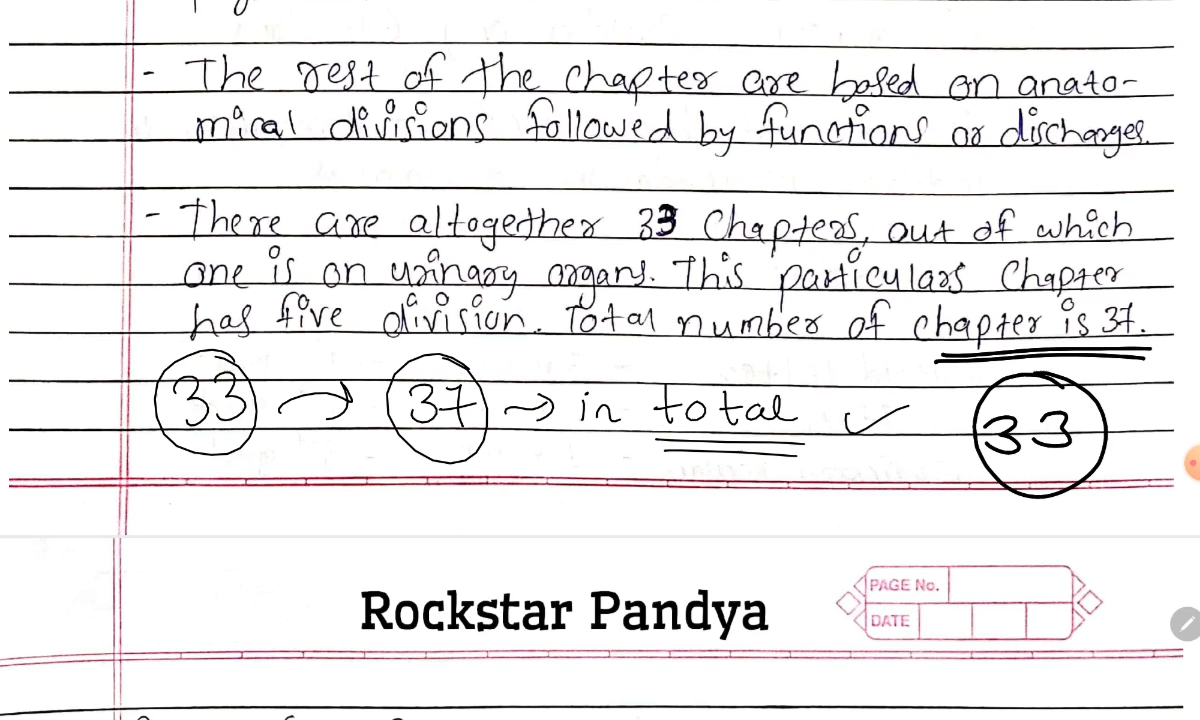 - The rest of the chapter are based on anato-
mical divisions followed by functions or discharges.
- There are altogether 33 Chapters, out of which
one is on urinary organs. This particulars Chapter
has five division. Total number of chapter is 37.
33 → 37 → in total ✓ 33
Rockstar Pandya
PAGE No.
DATE